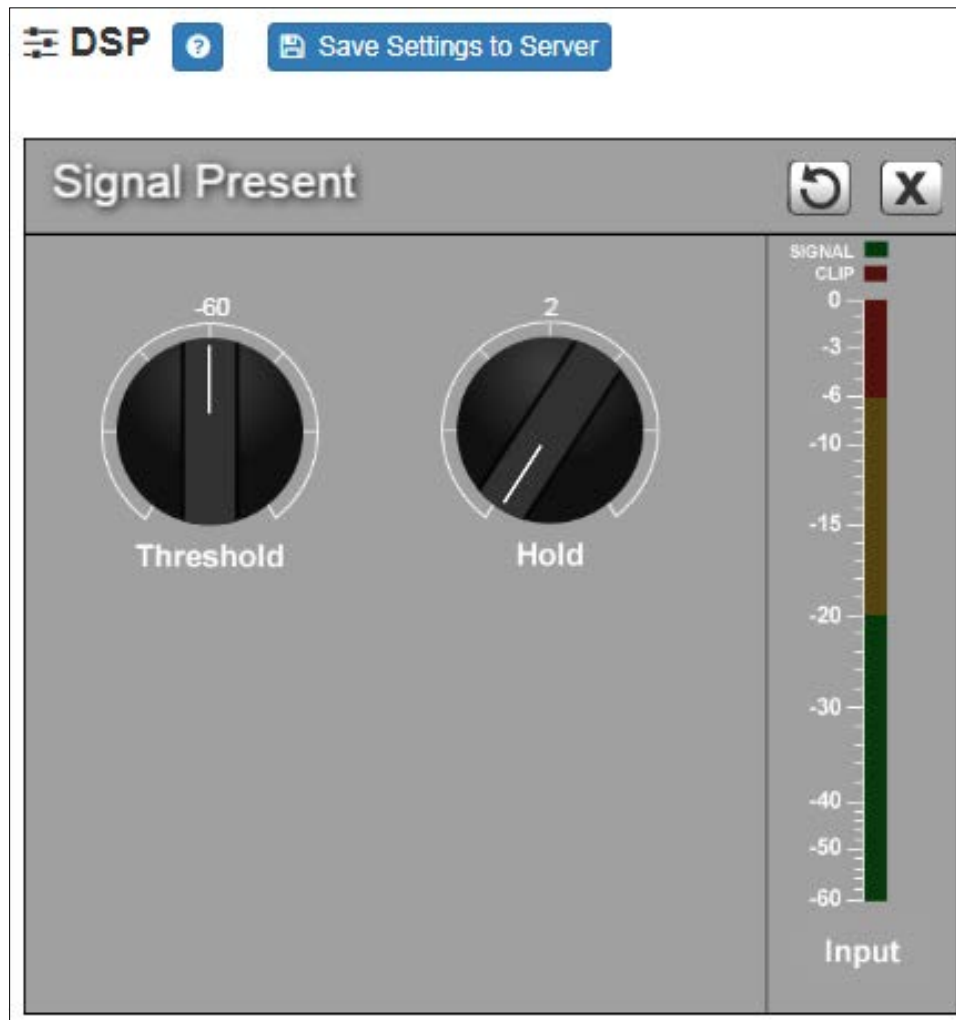 DSP ? Save Settings to Server
Signal Present X
SIGNAL
CLIP
-60 2
Threshold Hold
0
-3
-6
-10
-15
-20
-30
-40
-50
-60
Input